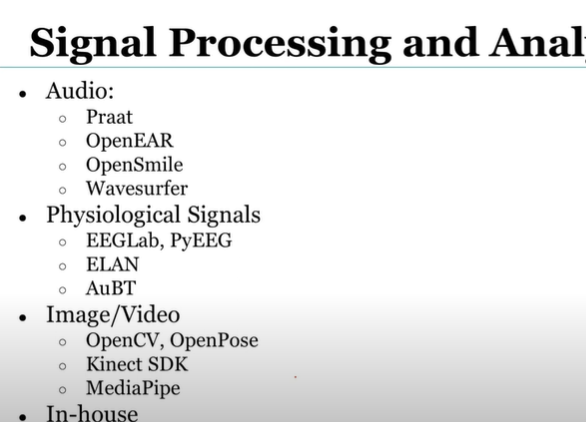 Signal Processing and Anal
Audio:
Praat
OpenEAR
OpenSmile
Wavesurfer
Physiological Signals
EEGLab, PyEEG
ELAN
AuBT
Image/Video
OpenCV, OpenPose
Kinect SDK
MediaPipe
In-house